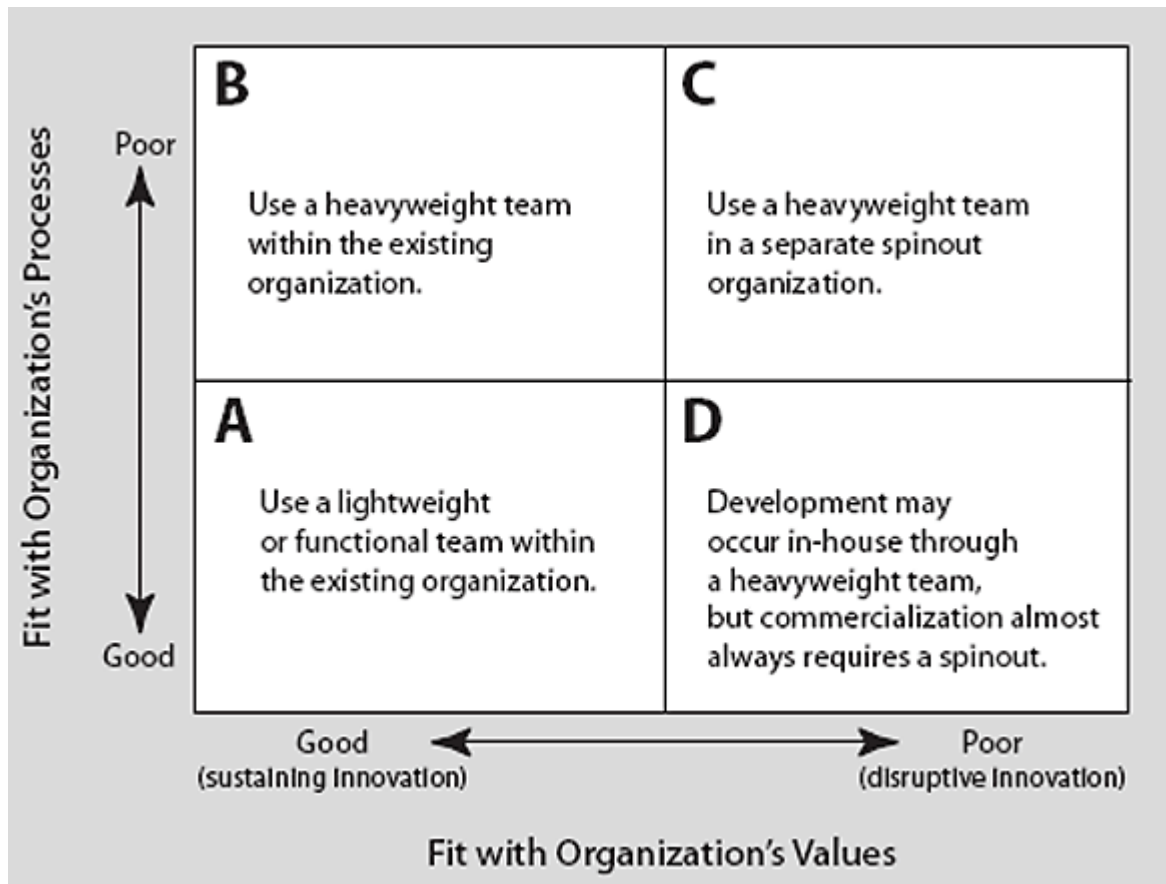 Fit with Organization's Processes
Poor
Good
B
Use a heavyweight team
within the existing
organization.
C
Use a heavyweight team
in a separate spinout
organization.
A
Use a lightweight
or functional team within
the existing organization.
D
Development may
occur in-house through
a heavyweight team,
but commercialization almost
always requires a spinout.
Good
(sustaining innovation)
Poor
(disruptive innovation)
Fit with Organization's Values